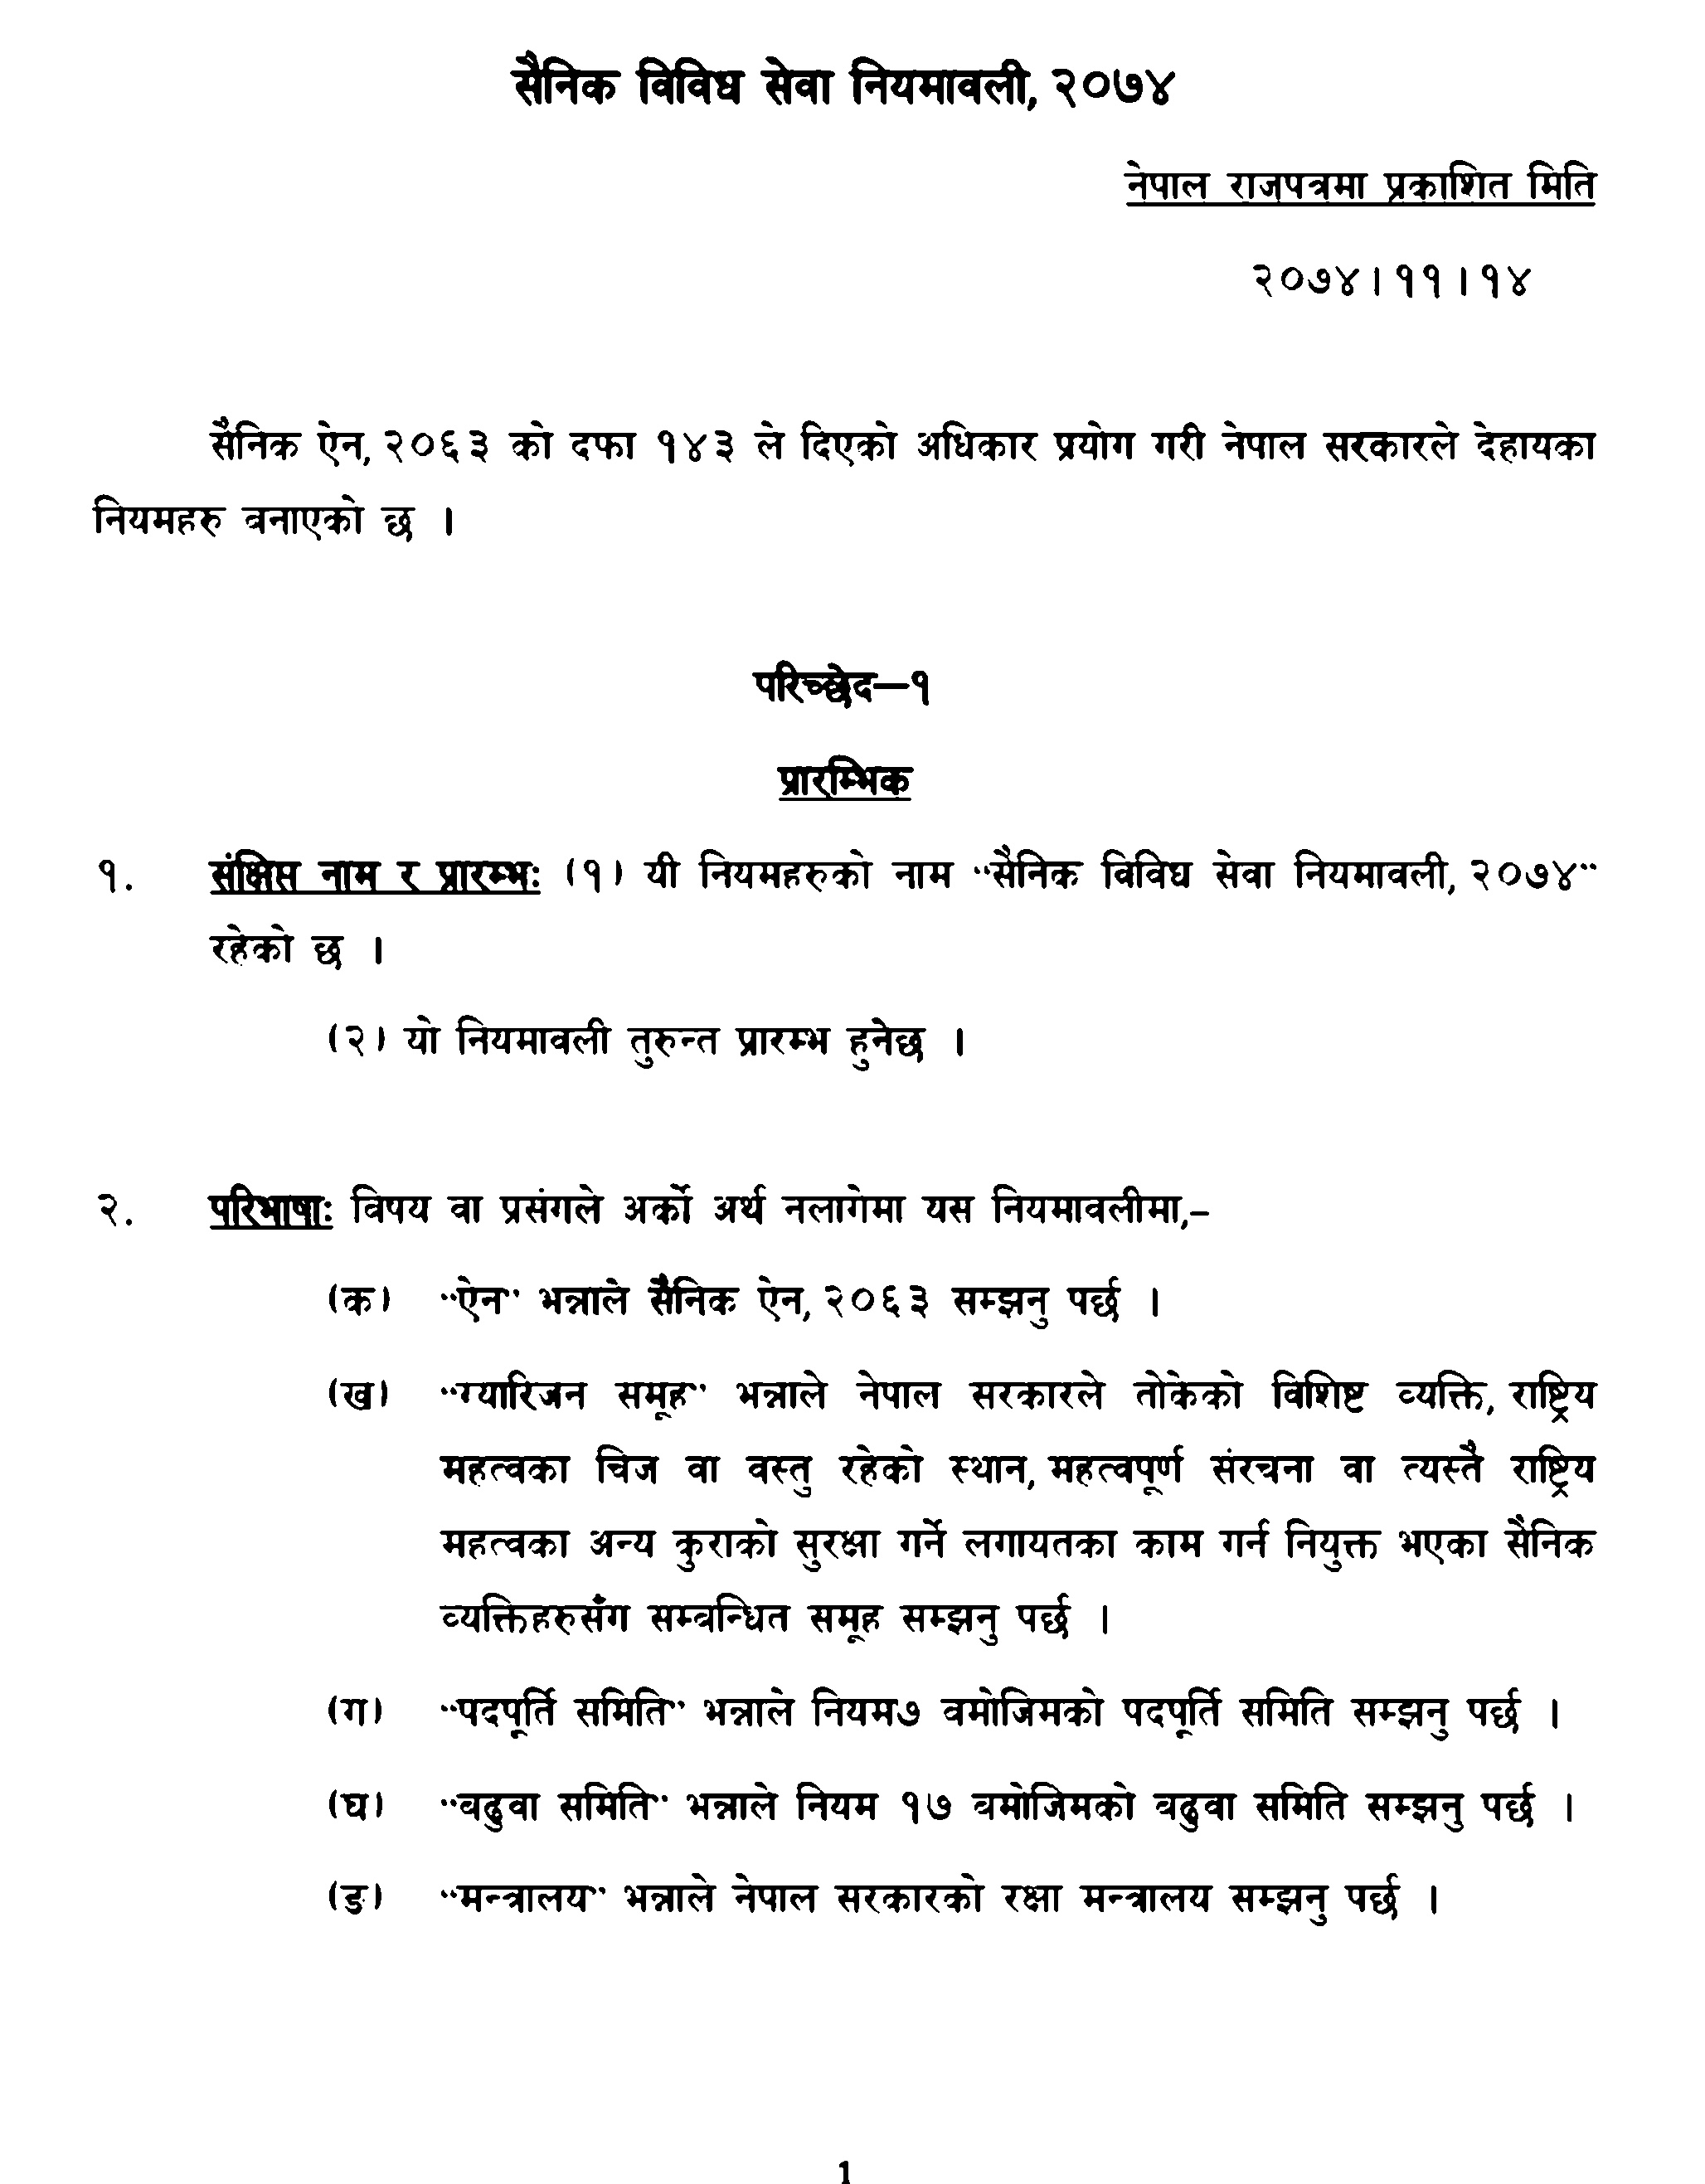 सैनिक विविध सेवा नियमावली, २०७४
नेपाल राजपत्रमा प्रकाशित मिति
२०७४।११।१४
सैनिक ऐन, २०६३ को दफा १४३ ले दिएको अधिकार प्रयोग गरी नेपाल सरकारले देहायका
नियमहरु बनाएको छ ।
परिच्छेद—१
प्रारम्भिक
१. संक्षिप्त नाम र प्रारम्भः (१) यी नियमहरुको नाम "सैनिक विविध सेवा नियमावली, २०७४"
रहेको छ ।
(२) यो नियमावली तुरुन्त प्रारम्भ हुनेछ ।
२. परिभाषाः विषय वा प्रसंगले अर्को अर्थ नलागेमा यस नियमावलीमा,–
(क) "ऐन" भन्नाले सैनिक ऐन, २०६३ सम्झनु पर्छ ।
(ख) "ग्यारिजन समूह" भन्नाले नेपाल सरकारले तोकेको विशिष्ट व्यक्ति, राष्ट्रिय
महत्वका चिज वा वस्तु रहेको स्थान, महत्वपूर्ण संरचना वा त्यस्तै राष्ट्रिय
महत्वका अन्य कुराको सुरक्षा गर्ने लगायतका काम गर्न नियुक्त भएका सैनिक
व्यक्तिहरुसँग सम्बन्धित समूह सम्झनु पर्छ ।
(ग) "पदपूर्ति समिति" भन्नाले नियम७ बमोजिमको पदपूर्ति समिति सम्झनु पर्छ ।
(घ) "बढुवा समिति" भन्नाले नियम १७ बमोजिमको बढुवा समिति सम्झनु पर्छ ।
(ङ) "मन्त्रालय" भन्नाले नेपाल सरकारको रक्षा मन्त्रालय सम्झनु पर्छ ।
1